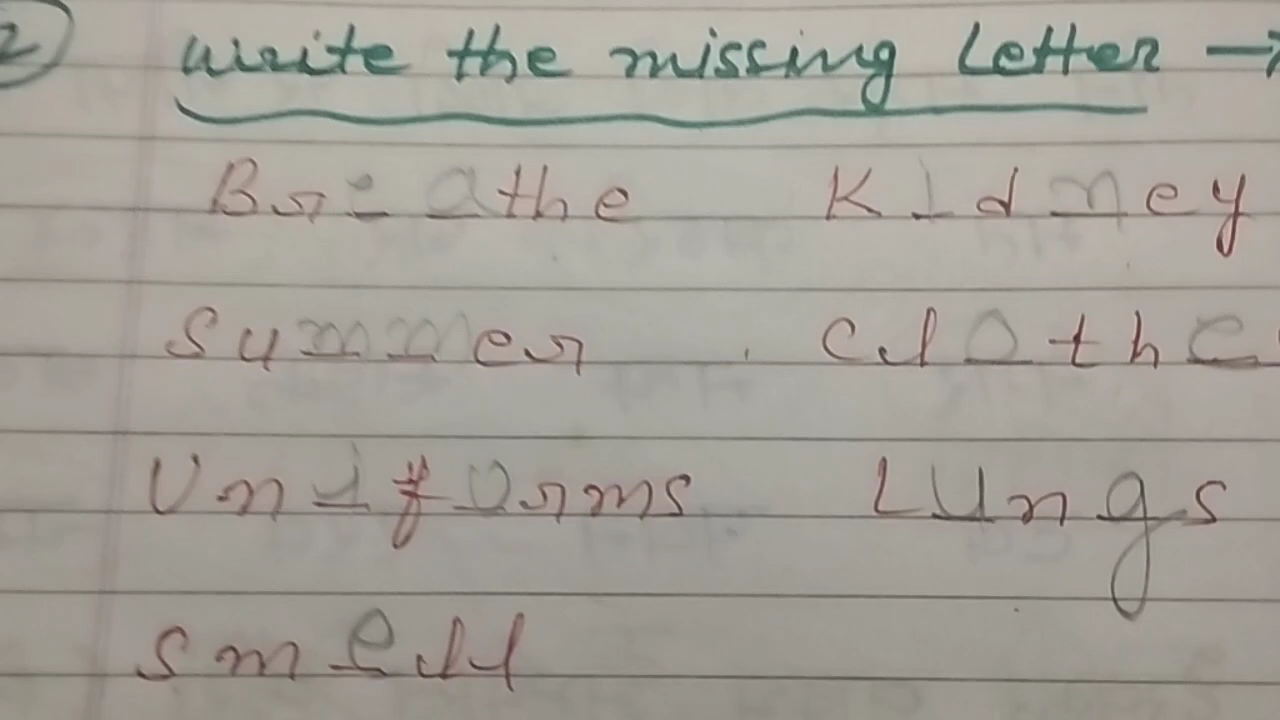 2 Write the missing Letter →
Breathe Kidney
Summer Clothe
Uniforms Lungs
Smell